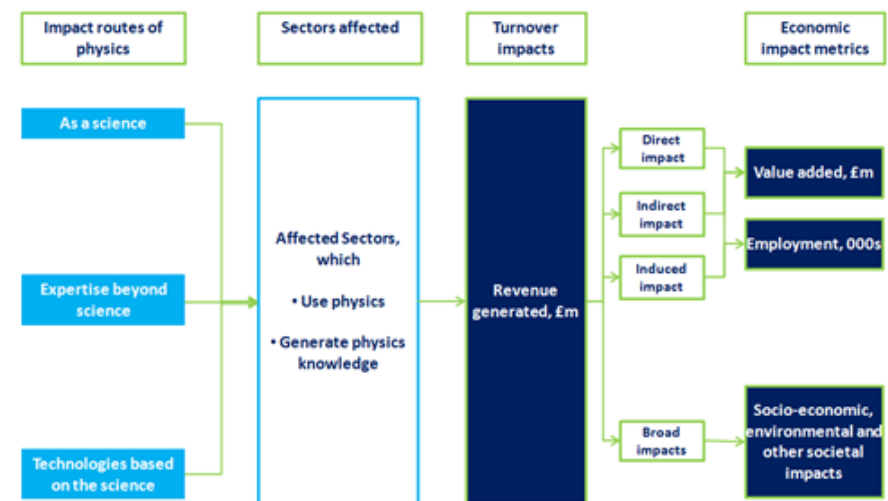 Impact routes of
physics
Sectors affected
Turnover
impacts
Economic
impact metrics
As a science
Expertise beyond
science
Technologies based
on the science
Affected Sectors,
which
• Use physics
• Generate physics
knowledge
Revenue
generated, £m
Direct
impact
Indirect
impact
Induced
impact
Broad
impacts
Value added, £m
Employment, 000s
Socio-economic,
environmental and
other societal
impacts